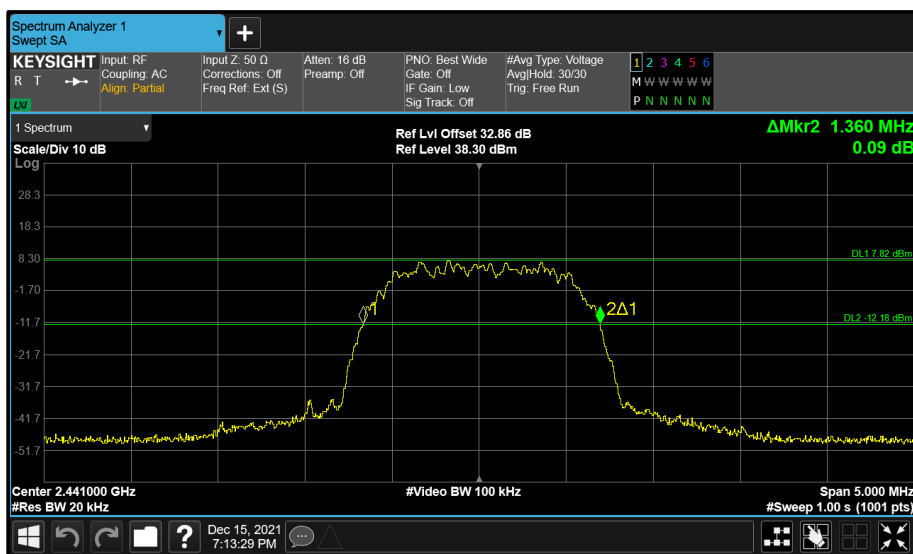 Spectrum Analyzer 1
Swept SA
KEYSIGHT
R T
LXI
Input: RF
Coupling: AC
Align: Partial
Input Z: 50 Ω
Corrections: Off
Freq Ref: Ext (S)
Atten: 16 dB
Preamp: Off
PNO: Best Wide
Gate: Off
IF Gain: Low
Sig Track: Off
#Avg Type: Voltage
Avg|Hold: 30/30
Trig: Free Run
1 2 3 4 5 6
M W W W W W
P N N N N N
1 Spectrum
Scale/Div 10 dB
Ref Lvl Offset 32.86 dB
Ref Level 38.30 dBm
ΔMkr2 1.360 MHz
0.09 dB
Log
28.3
18.3
8.30
DL1 7.82 dBm
-1.70
1
2Δ1
-11.7
DL2 -12.18 dBm
-21.7
-31.7
-41.7
-51.7
Center 2.441000 GHz
#Video BW 100 kHz
Span 5.000 MHz
#Res BW 20 kHz
#Sweep 1.00 s (1001 pts)
Dec 15, 2021
7:13:29 PM